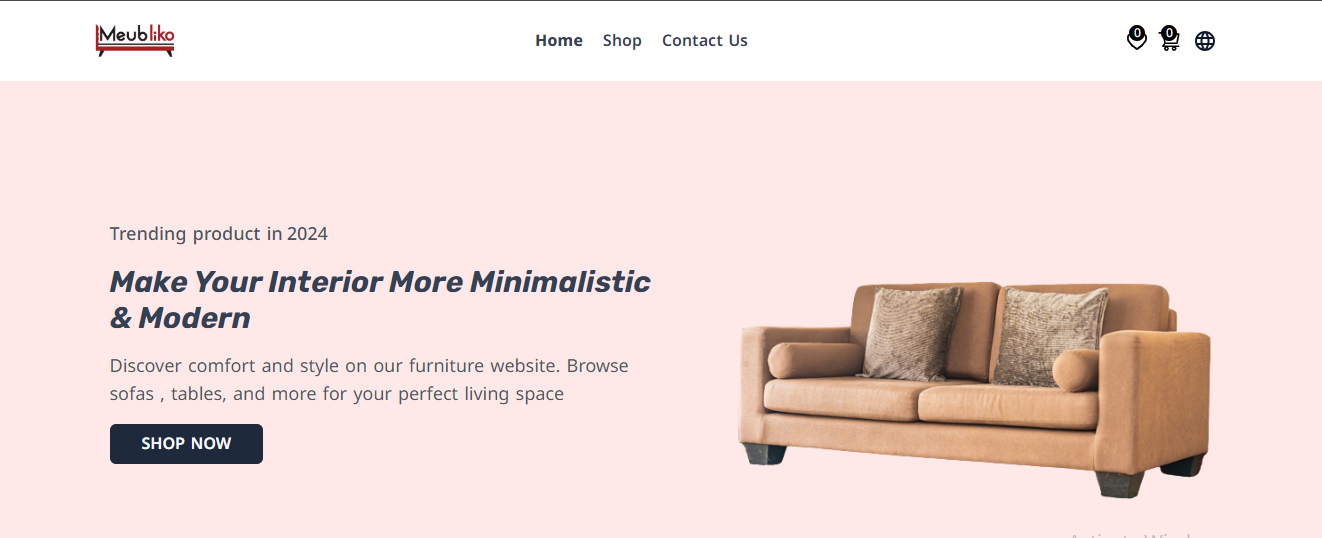 Meubliko
Home Shop Contact Us
0 0
Trending product in 2024
Make Your Interior More Minimalistic
& Modern
Discover comfort and style on our furniture website. Browse
sofas , tables, and more for your perfect living space
SHOP NOW